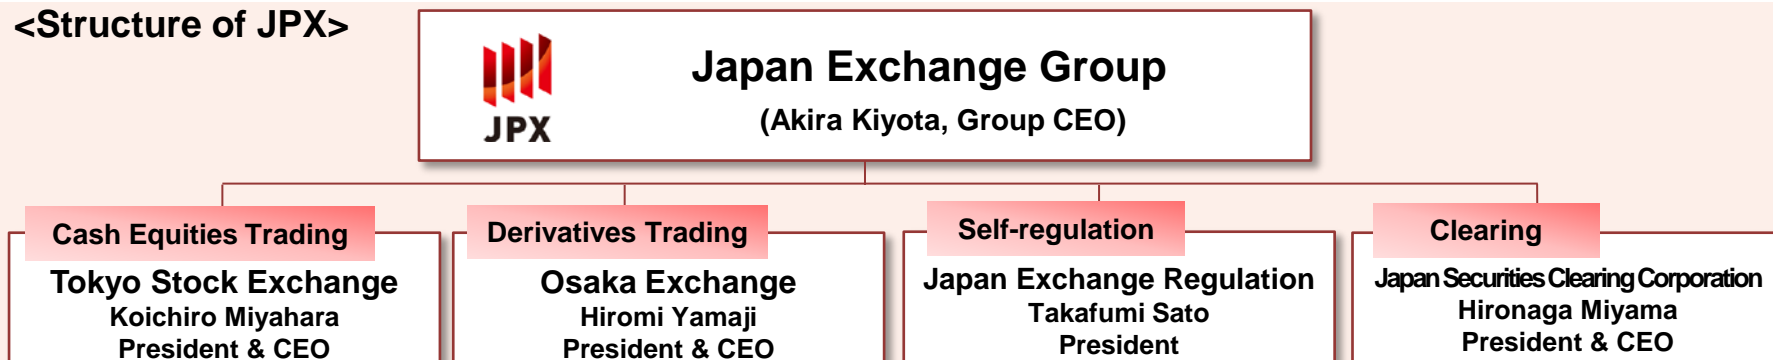 <Structure of JPX>
JPX
Japan Exchange Group
(Akira Kiyota, Group CEO)
Cash Equities Trading
Tokyo Stock Exchange
Koichiro Miyahara
President & CEO
Derivatives Trading
Osaka Exchange
Hiromi Yamaji
President & CEO
Self-regulation
Japan Exchange Regulation
Takafumi Sato
President
Clearing
Japan Securities Clearing Corporation
Hironaga Miyama
President & CEO